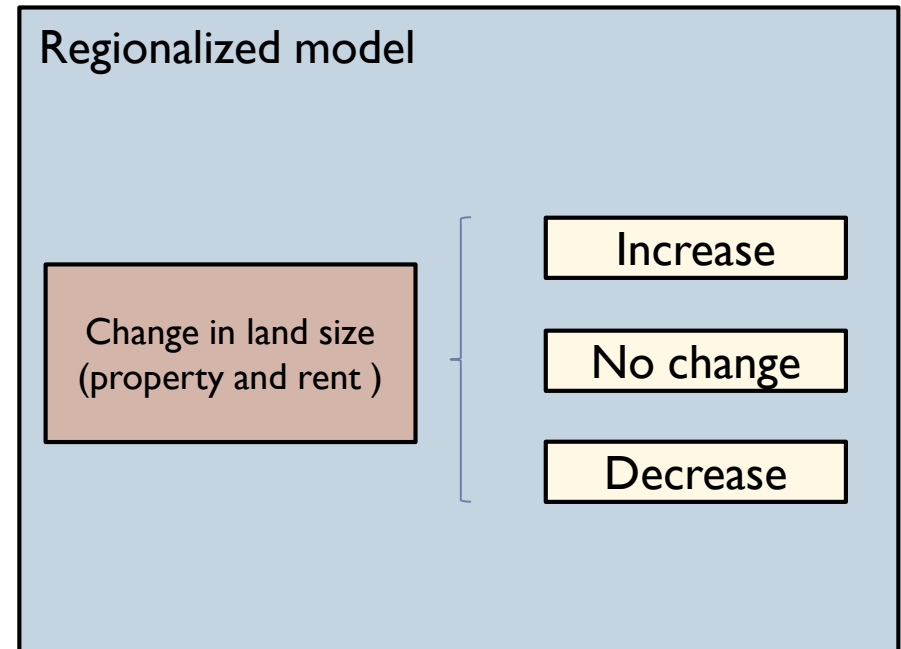 Regionalized model
Change in land size
(property and rent )
Increase
No change
Decrease